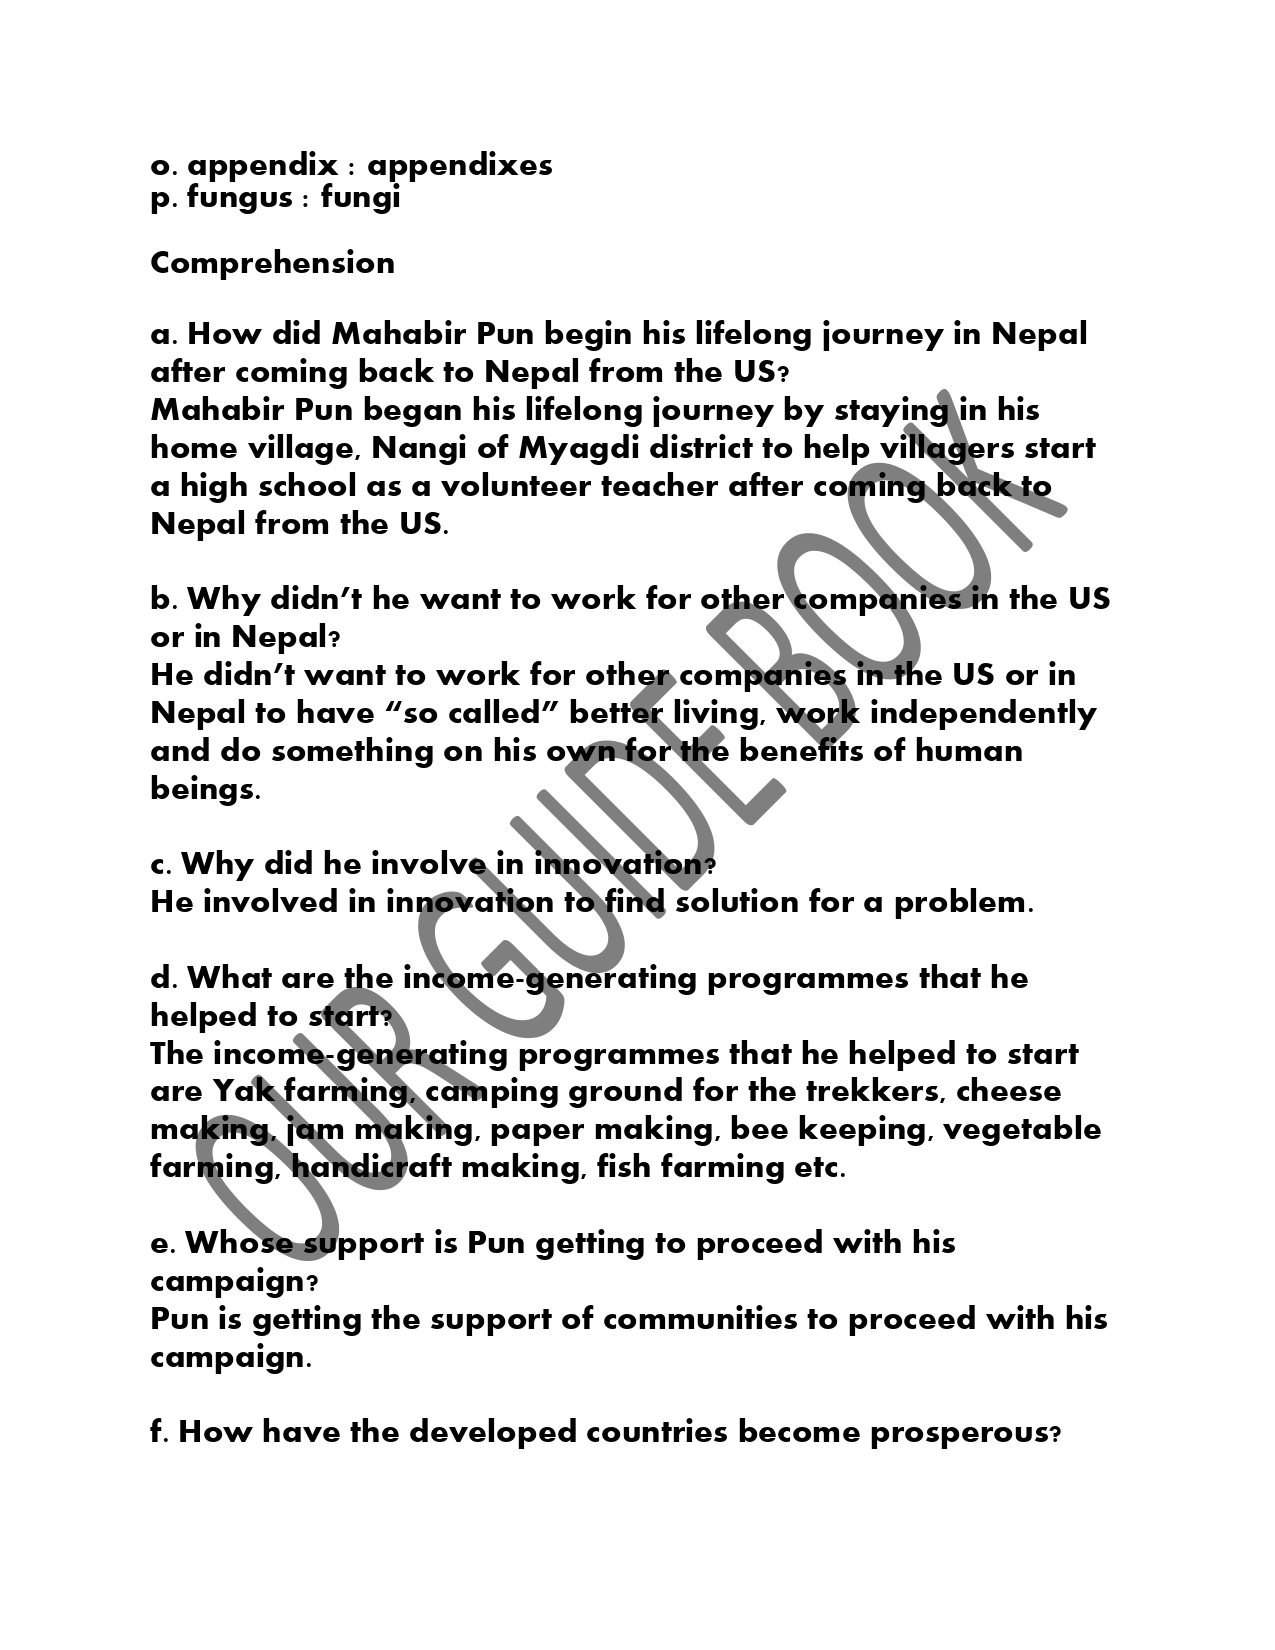 o. appendix : appendixes
p. fungus : fungi
Comprehension
a. How did Mahabir Pun begin his lifelong journey in Nepal
after coming back to Nepal from the US?
Mahabir Pun began his lifelong journey by staying in his
home village, Nangi of Myagdi district to help villagers start
a high school as a volunteer teacher after coming back to
Nepal from the US.
b. Why didn’t he want to work for other companies in the US
or in Nepal?
He didn’t want to work for other companies in the US or in
Nepal to have “so called” better living, work independently
and do something on his own for the benefits of human
beings.
c. Why did he involve in innovation?
He involved in innovation to find solution for a problem.
d. What are the income-generating programmes that he
helped to start?
The income-generating programmes that he helped to start
are Yak farming, camping ground for the trekkers, cheese
making, jam making, paper making, bee keeping, vegetable
farming, handicraft making, fish farming etc.
e. Whose support is Pun getting to proceed with his
campaign?
Pun is getting the support of communities to proceed with his
campaign.
f. How have the developed countries become prosperous?
OUR GUIDE BOOK